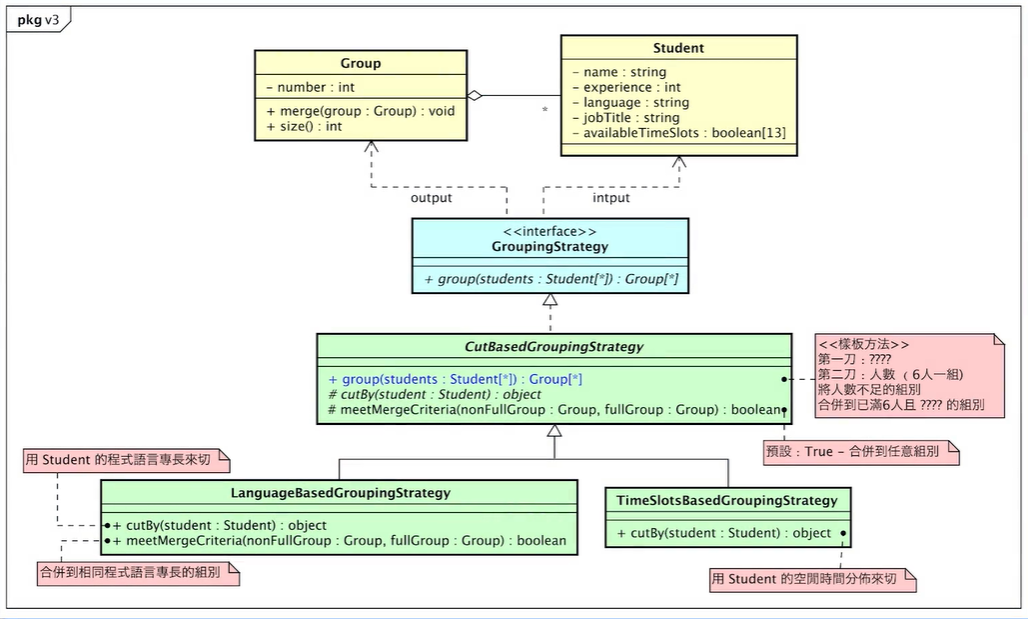 pkg v3
Group
- number : int
+ merge(group : Group) : void
+ size() : int
Student
- name : string
- experience : int
- language : string
- jobTitle : string
- availableTimeSlots : boolean[13]
*
output
intput
<<interface>>
GroupingStrategy
+ group(students : Student[*]) : Group[*]
CutBasedGroupingStrategy
+ group(students : Student[*]) : Group[*]
# cutBy(student : Student) : object
# meetMergeCriteria(nonFullGroup : Group, fullGroup : Group) : boolean
<<樣板方法>>
第一刀：????
第二刀：人數 （6人一組)
將人數不足的組別
合併到已滿6人且 ???? 的組別
預設：True - 合併到任意組別
用 Student 的程式語言專長來切
LanguageBasedGroupingStrategy
+ cutBy(student : Student) : object
+ meetMergeCriteria(nonFullGroup : Group, fullGroup : Group) : boolean
合併到相同程式語言專長的組別
TimeSlotsBasedGroupingStrategy
+ cutBy(student : Student) : object
用 Student 的空閒時間分佈來切